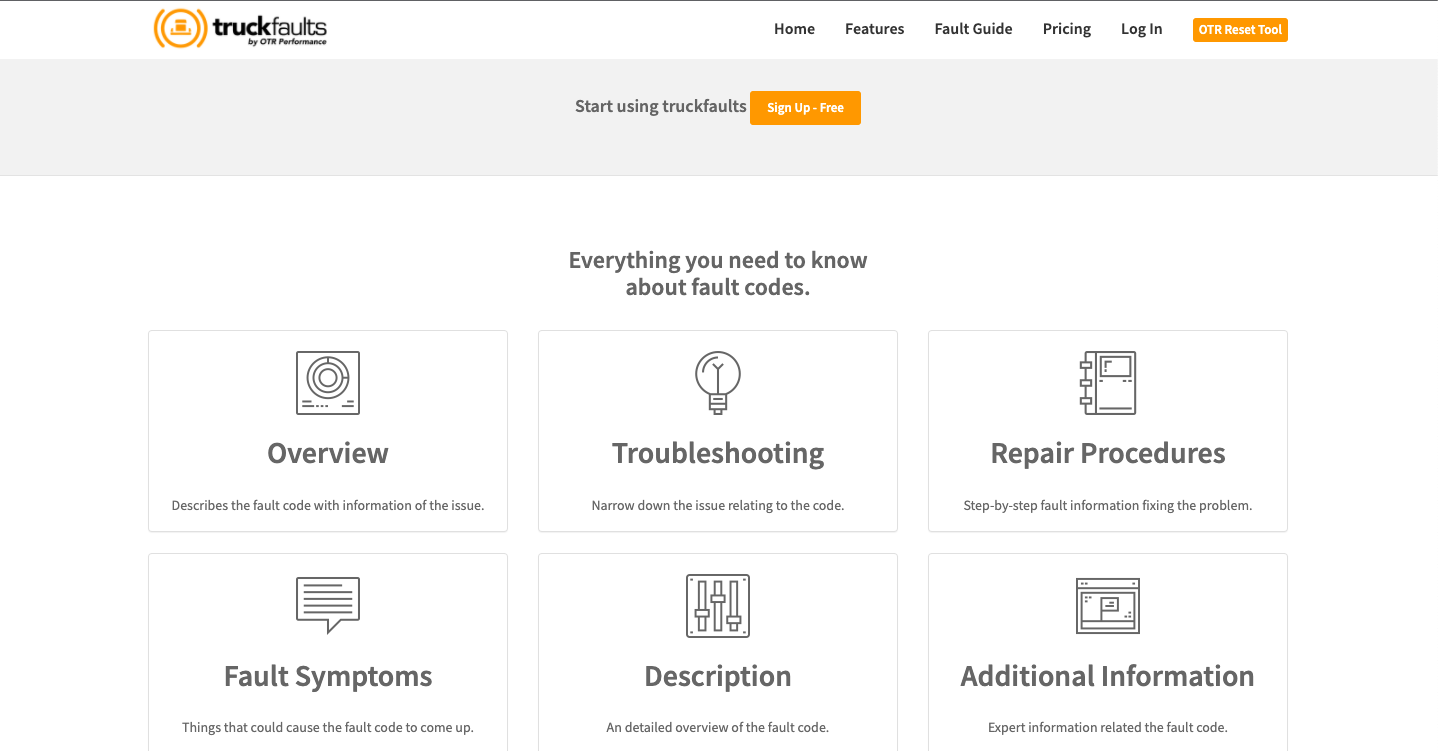 truckfaults
by OTR Performance
Home Features Fault Guide Pricing Log In OTR Reset Tool
Start using truckfaults Sign Up - Free
Everything you need to know
about fault codes.
Overview
Describes the fault code with information of the issue.
Troubleshooting
Narrow down the issue relating to the code.
Repair Procedures
Step-by-step fault information fixing the problem.
Fault Symptoms
Things that could cause the fault code to come up.
Description
An detailed overview of the fault code.
Additional Information
Expert information related the fault code.